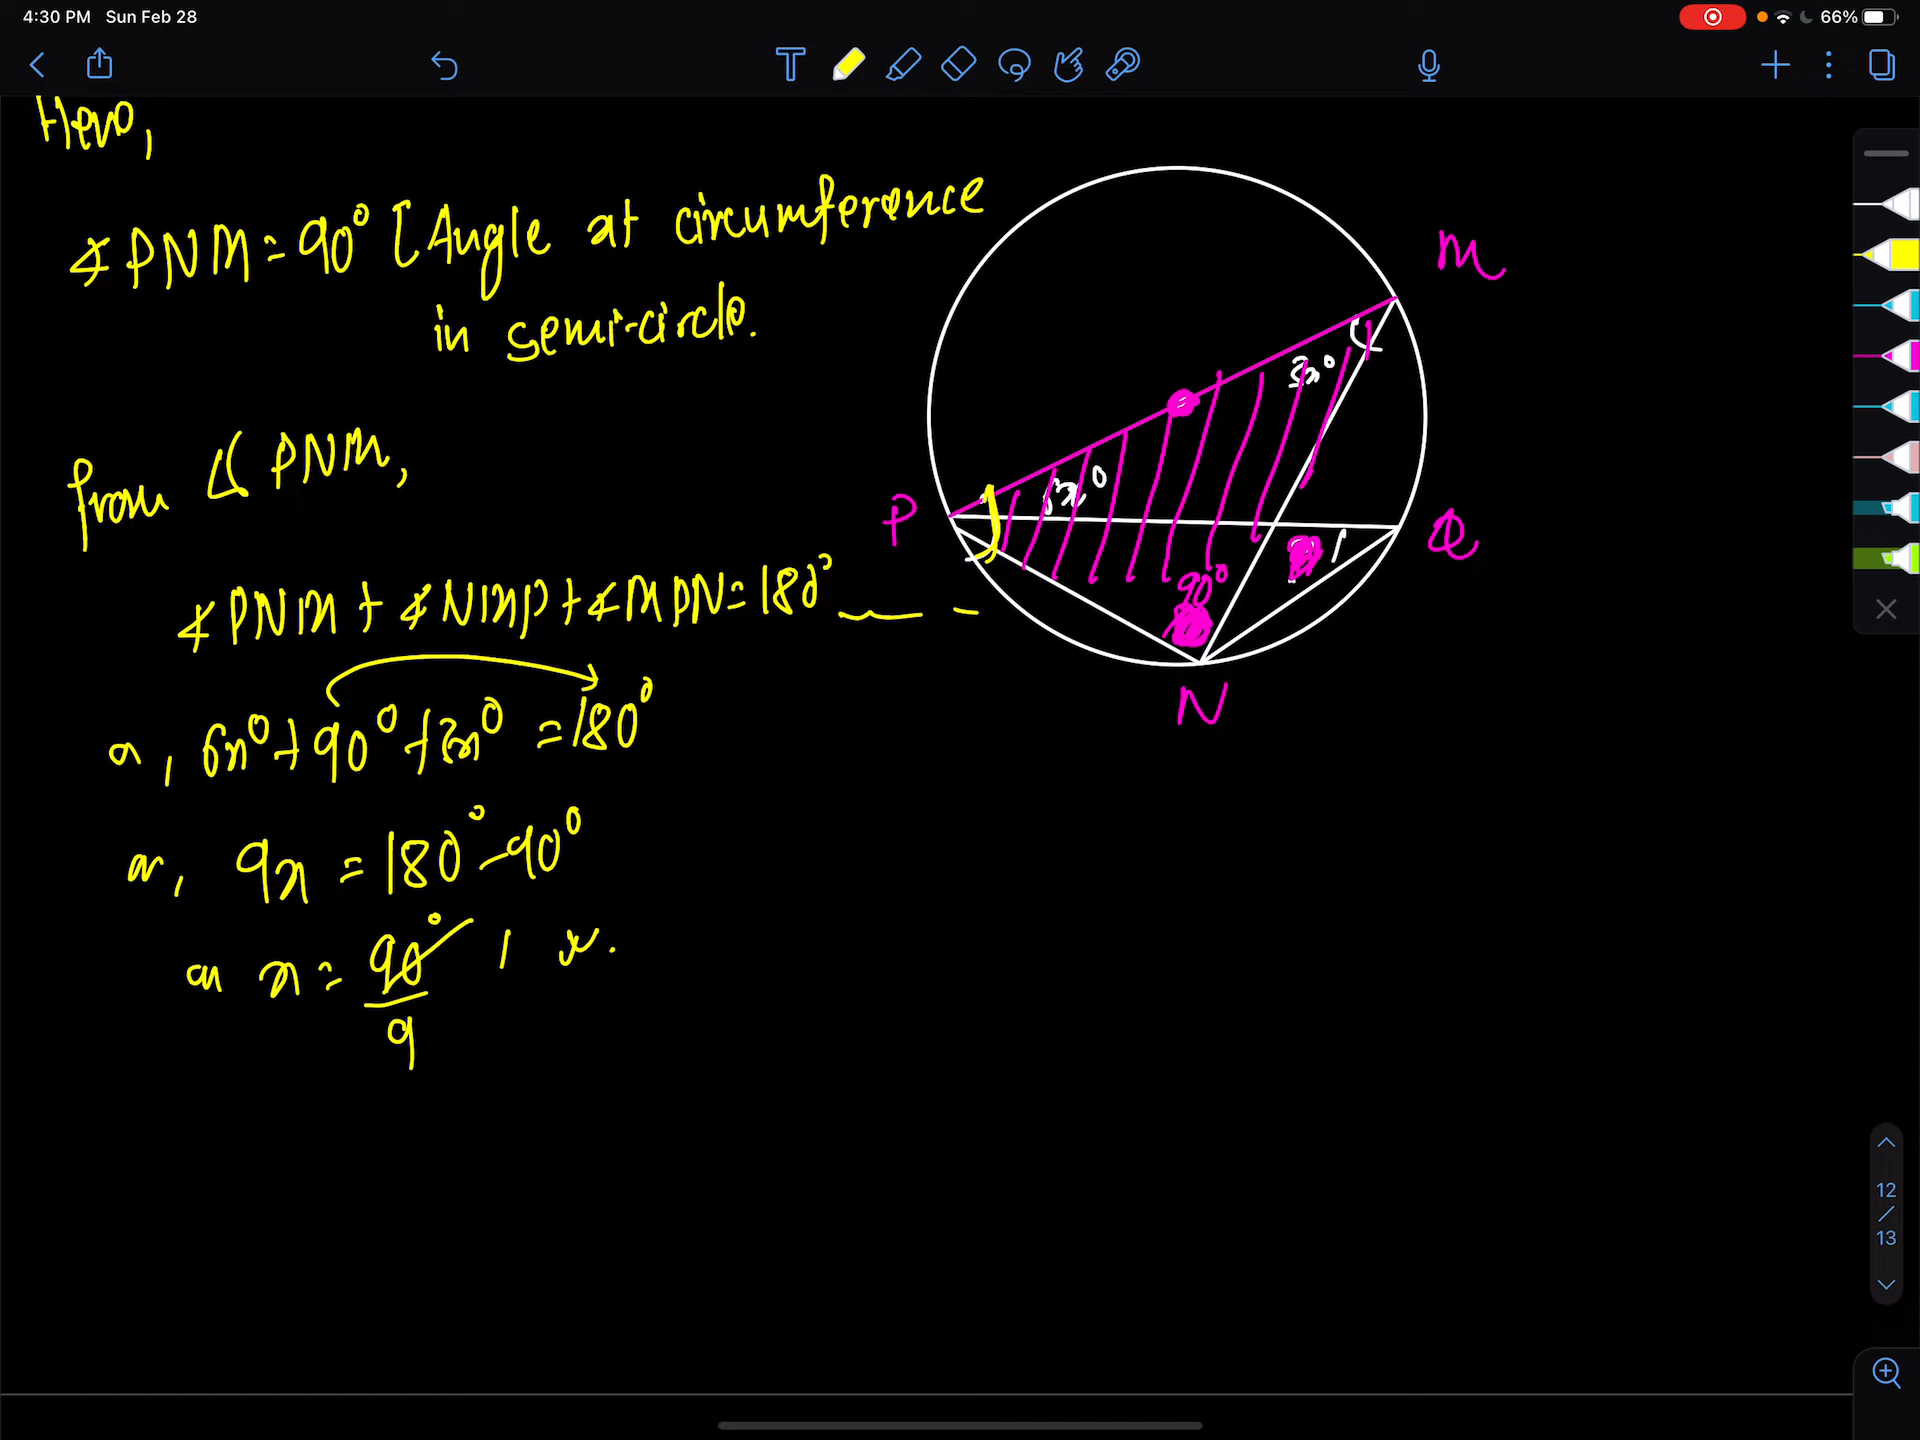 4:30 PM Sun Feb 28
66%
Here,
∡PNM = 90° [Angle at circumference
in semi-circle.
from △ PNM,
∡PNM + ∡NMP + ∡MPN = 180°
or, 6x° + 90° + 3x° = 180°
or, 9x = 180° - 90°
or x = 90°
9
M
3x°
P
Q
90°
N
12
/
13